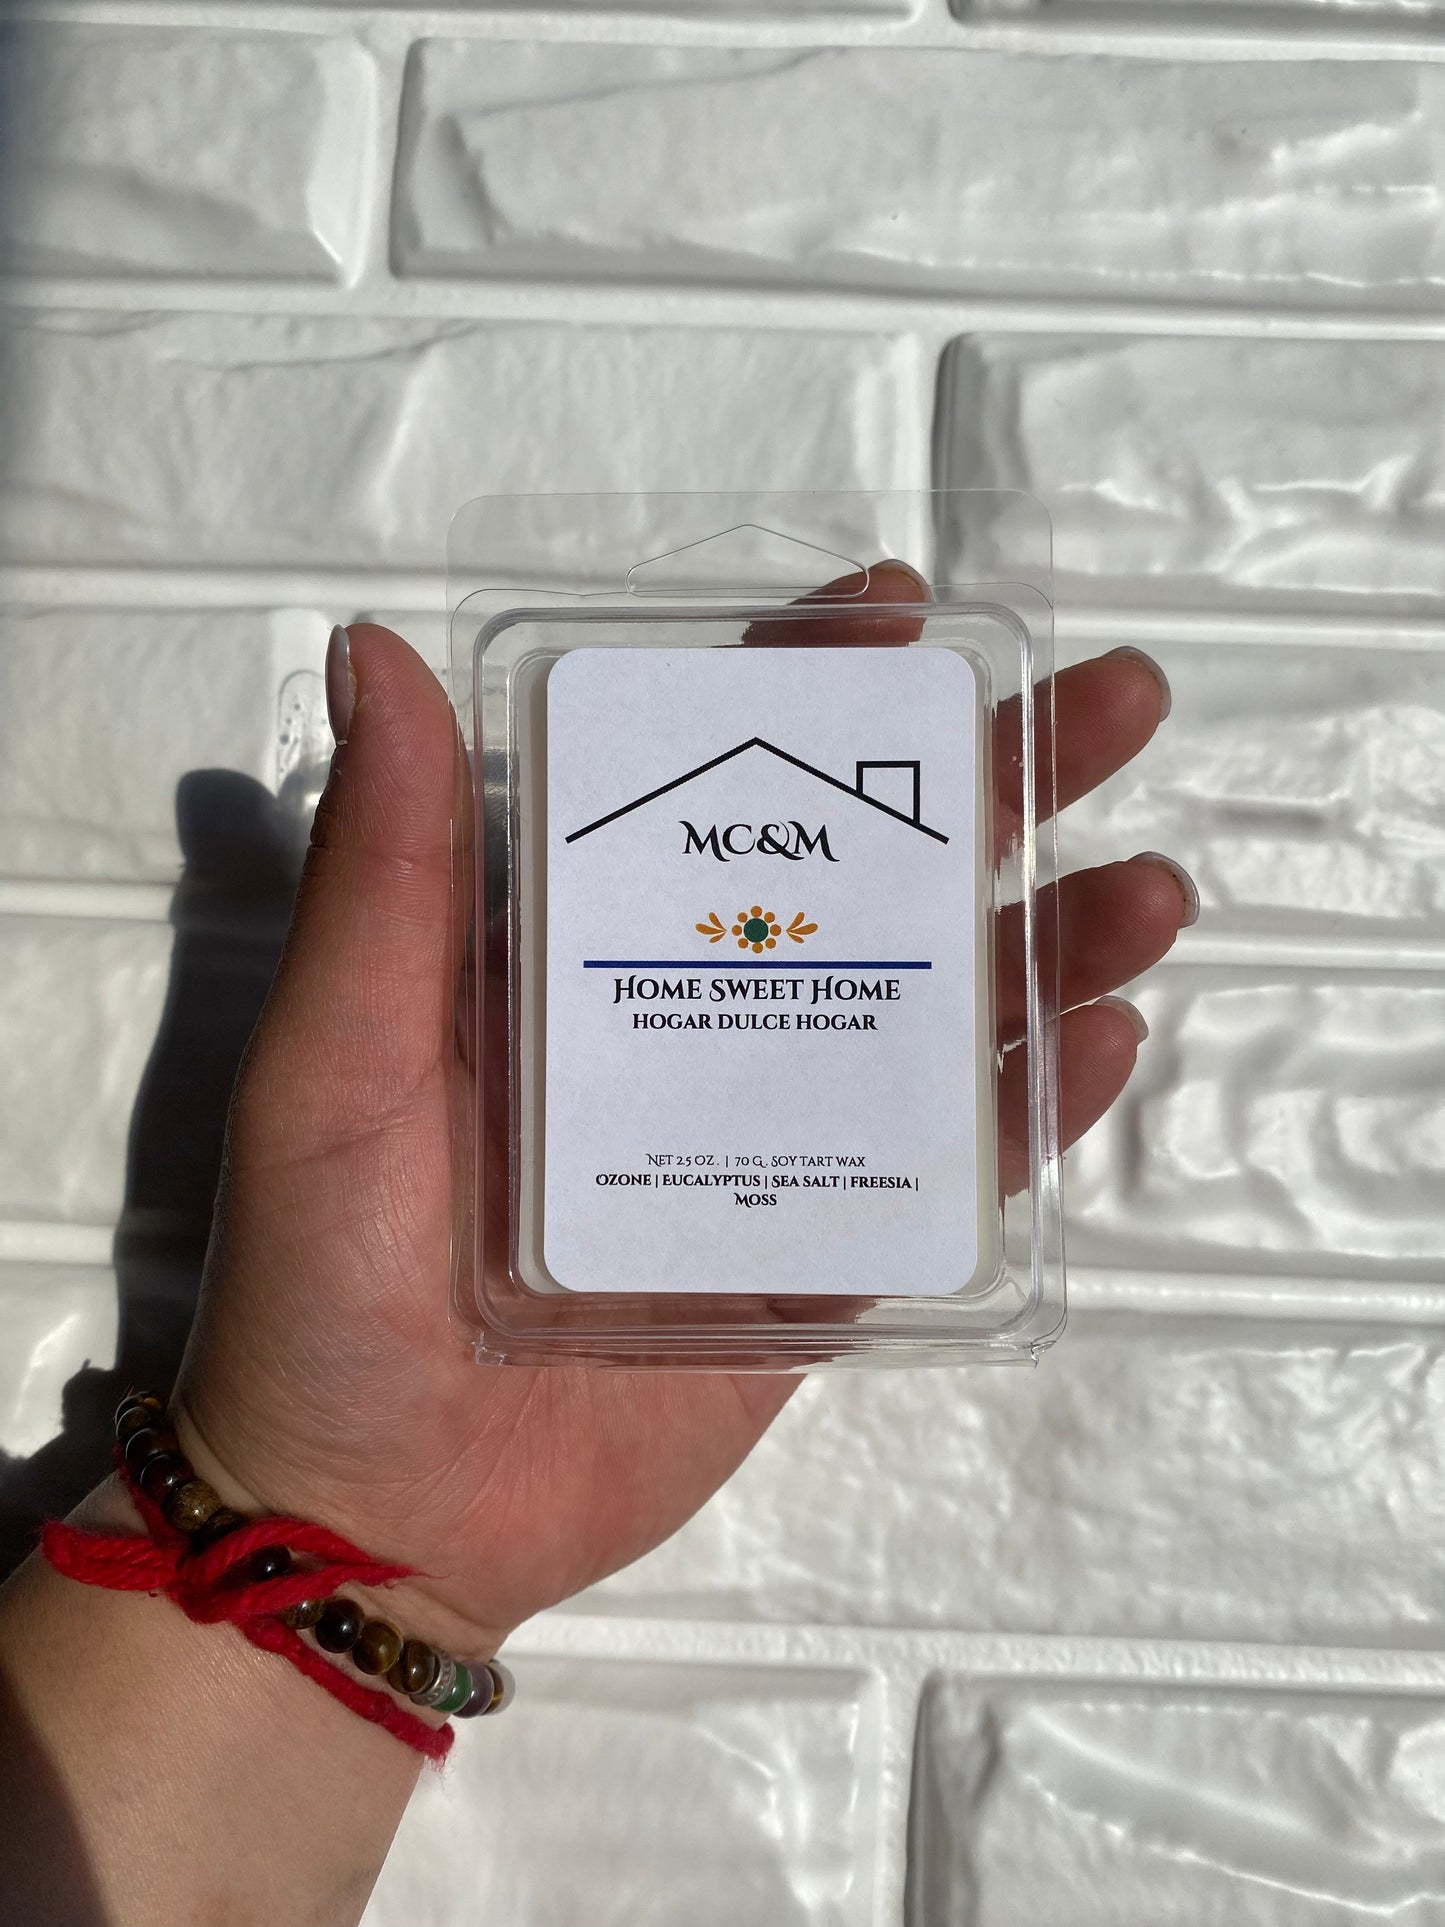 MC&M
Home Sweet Home
Hogar Dulce Hogar
Net 2.5 oz. | 70 G. Soy tart wax
Ozone | Eucalyptus | Sea Salt | Freesia |
Moss